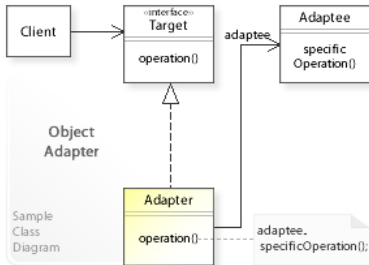 Client
«interface»
Target
operation()
Adaptee
specific
Operation()
adaptee
Object
Adapter
Adapter
operation()
adaptee.
specificOperation();
Sample
Class
Diagram